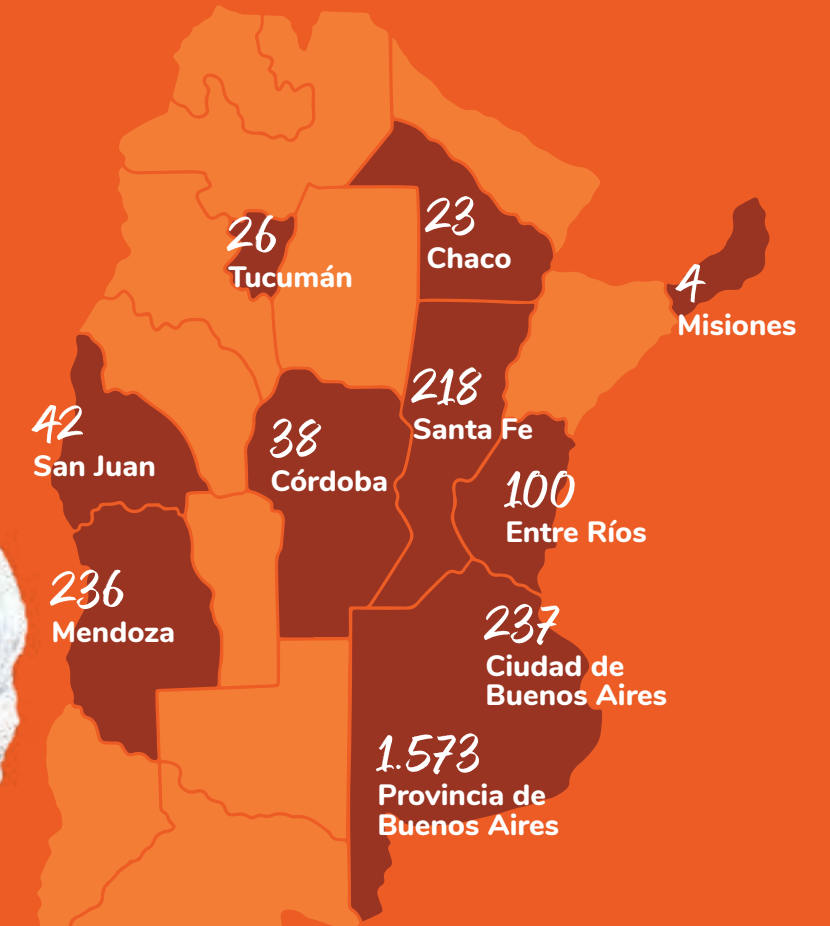 26
Tucumán
23
Chaco
4
Misiones
42
San Juan
38
Córdoba
218
Santa Fe
100
Entre Ríos
236
Mendoza
237
Ciudad de
Buenos Aires
1.573
Provincia de
Buenos Aires